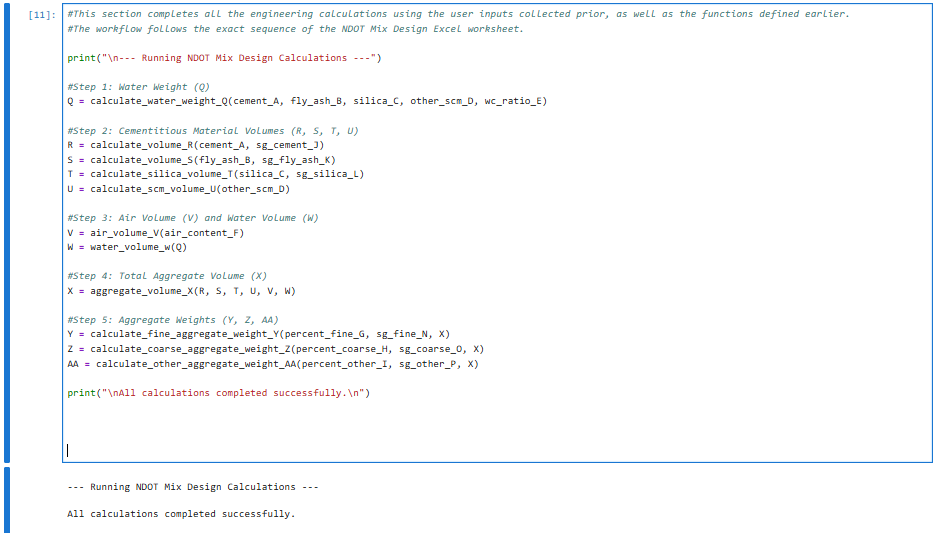 [11]: #This section completes all the engineering calculations using the user inputs collected prior, as well as the functions defined earlier.
#The workflow follows the exact sequence of the NDOT Mix Design Excel worksheet.
print("\n--- Running NDOT Mix Design Calculations ---")
#Step 1: Water Weight (Q)
Q = calculate_water_weight_Q(cement_A, fly_ash_B, silica_C, other_scm_D, wc_ratio_E)
#Step 2: Cementitious Material Volumes (R, S, T, U)
R = calculate_volume_R(cement_A, sg_cement_J)
S = calculate_volume_S(fly_ash_B, sg_fly_ash_K)
T = calculate_silica_volume_T(silica_C, sg_silica_L)
U = calculate_scm_volume_U(other_scm_D)
#Step 3: Air Volume (V) and Water Volume (W)
V = air_volume_V(air_content_F)
W = water_volume_w(Q)
#Step 4: Total Aggregate Volume (X)
X = aggregate_volume_X(R, S, T, U, V, W)
#Step 5: Aggregate Weights (Y, Z, AA)
Y = calculate_fine_aggregate_weight_Y(percent_fine_G, sg_fine_N, X)
Z = calculate_coarse_aggregate_weight_Z(percent_coarse_H, sg_coarse_O, X)
AA = calculate_other_aggregate_weight_AA(percent_other_I, sg_other_P, X)
print("\nAll calculations completed successfully.\n")
--- Running NDOT Mix Design Calculations ---
All calculations completed successfully.